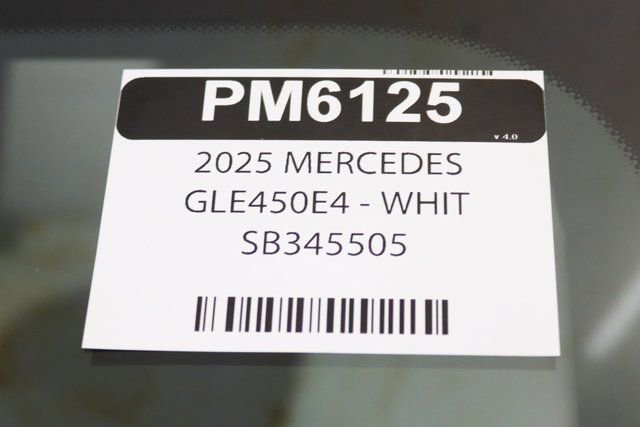 PM6125
v 4.0
2025 MERCEDES
GLE450E4 - WHIT
SB345505